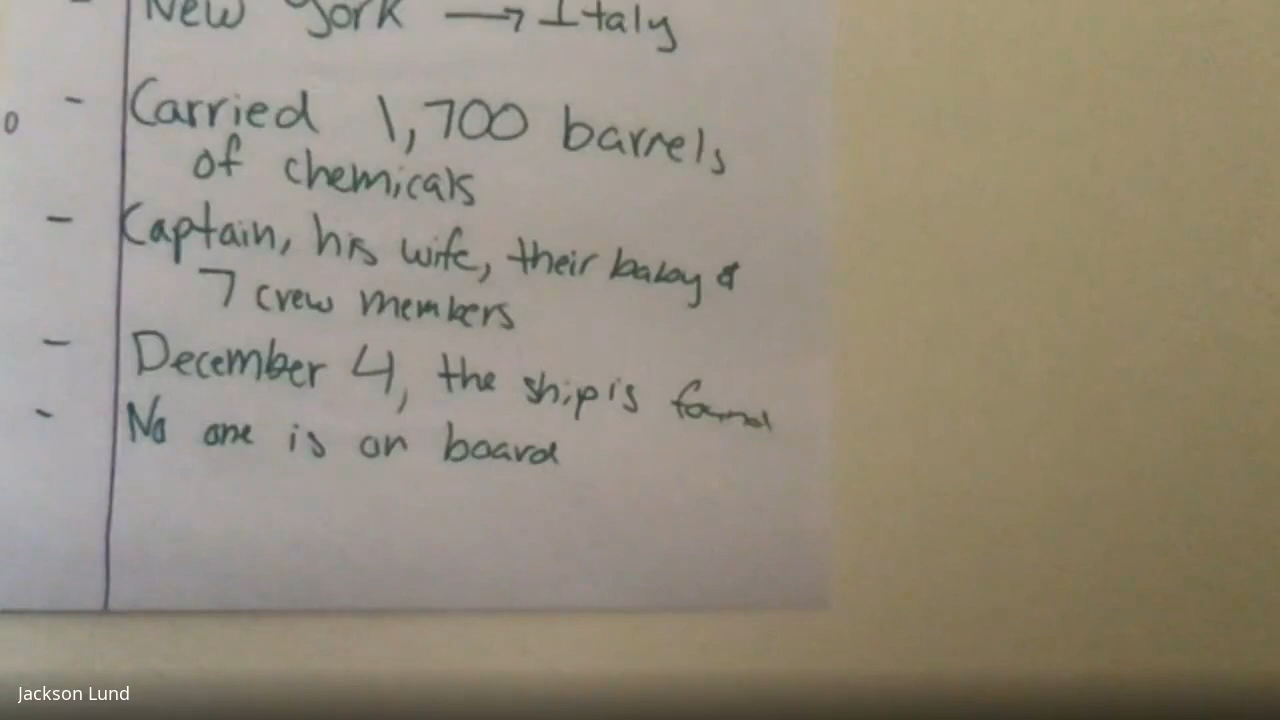 - New York → Italy
o
- Carried 1,700 barrels
of chemicals
- Captain, his wife, their baby &
7 crew members
- December 4, the ship is found
- No one is on board
Jackson Lund